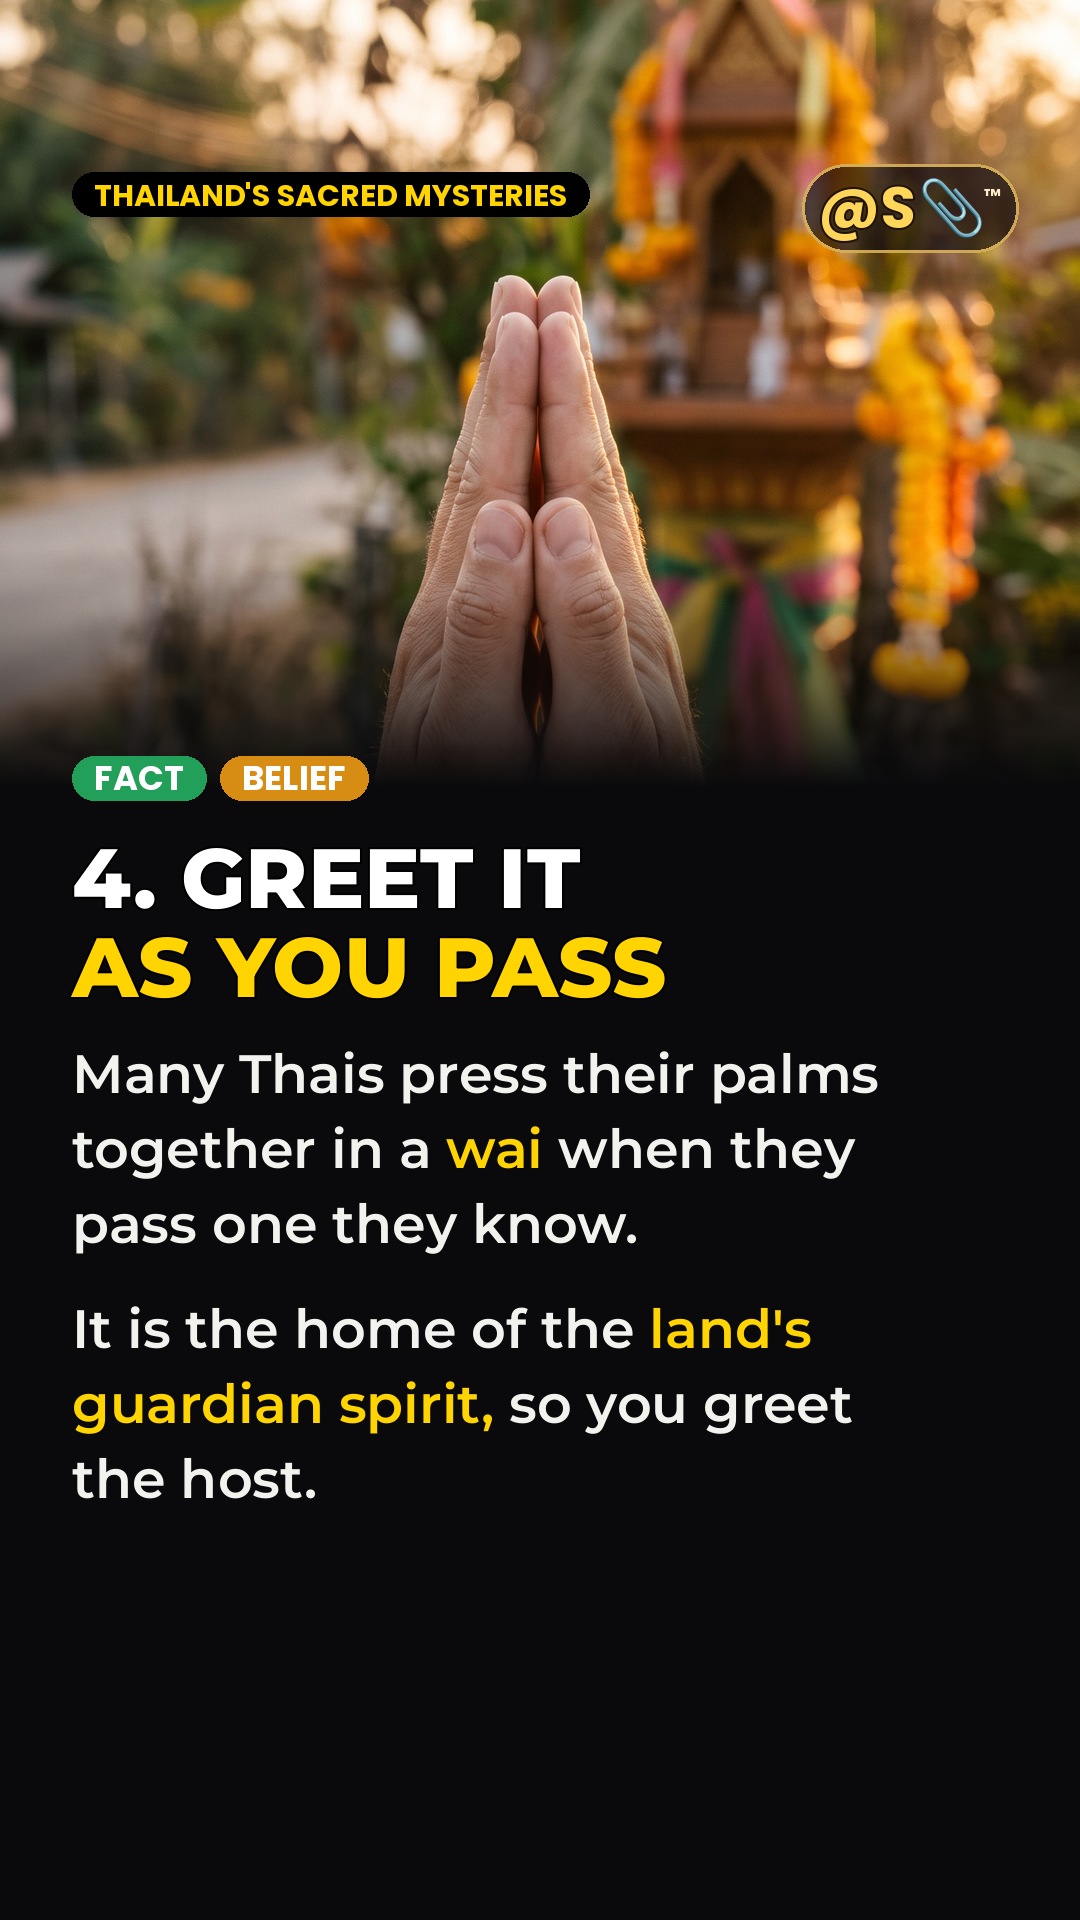 THAILAND'S SACRED MYSTERIES
@S📎™
FACT BELIEF
4. GREET IT
AS YOU PASS
Many Thais press their palms
together in a wai when they
pass one they know.
It is the home of the land's
guardian spirit, so you greet
the host.